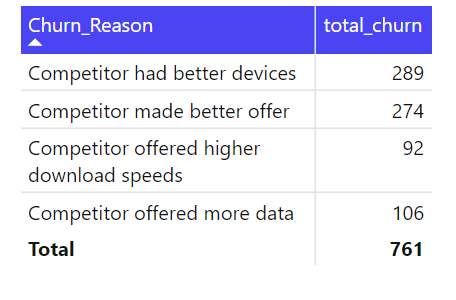 Churn_Reason total_churn
Competitor had better devices 289
Competitor made better offer 274
Competitor offered higher 92
download speeds
Competitor offered more data 106
Total 761